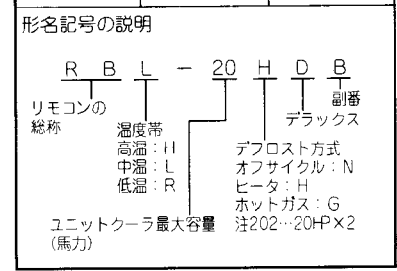 形名記号の説明
R B L - 20 H D B
リモコンの
総称
温度帯
高温：H
中温：L
低温：R
ユニットクーラ最大容量
(馬力)
副番
デラックス
デフロスト方式
オフサイクル：N
ヒータ：H
ホットガス：G
注202…20HP×2